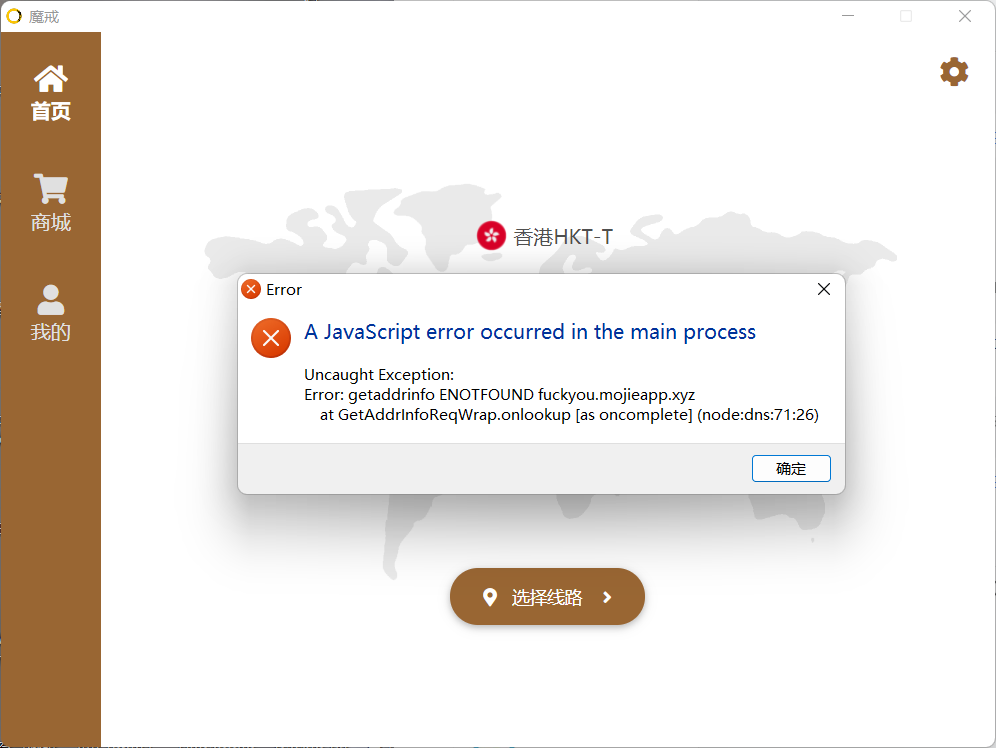 魔戒
首页
商城
我的
香港HKT-T
Error
A JavaScript error occurred in the main process
Uncaught Exception:
Error: getaddrinfo ENOTFOUND fuckyou.mojieapp.xyz
at GetAddrInfoReqWrap.onlookup [as oncomplete] (node:dns:71:26)
确定
选择线路